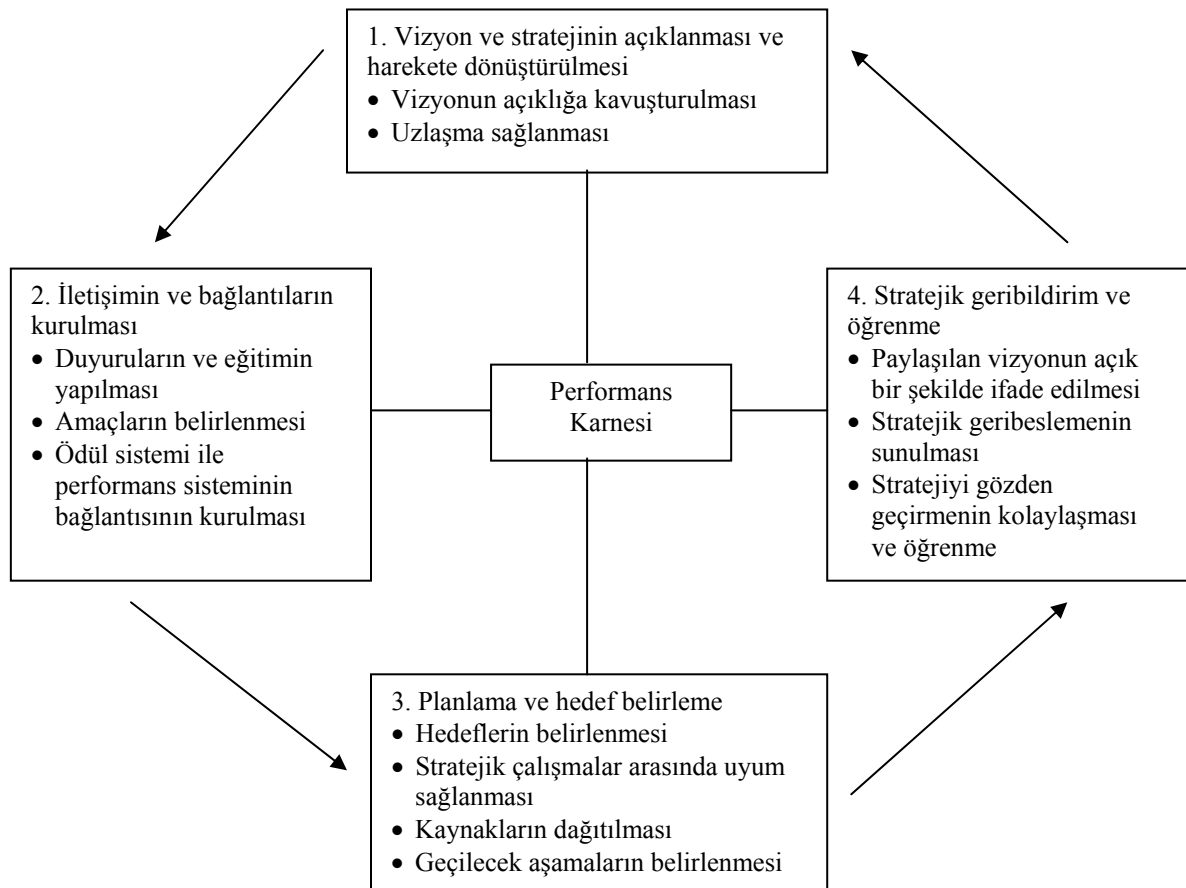 1. Vizyon ve stratejinin açıklanması ve
harekete dönüştürülmesi
• Vizyonun açıklığa kavuşturulması
• Uzlaşma sağlanması
2. İletişimin ve bağlantıların
kurulması
• Duyuruların ve eğitimin
yapılması
• Amaçların belirlenmesi
• Ödül sistemi ile
performans sisteminin
bağlantısının kurulması
Performans
Karnesi
4. Stratejik geribildirim ve
öğrenme
• Paylaşılan vizyonun açık
bir şekilde ifade edilmesi
• Stratejik geribeslemenin
sunulması
• Stratejiyi gözden
geçirmenin kolaylaşması
ve öğrenme
3. Planlama ve hedef belirleme
• Hedeflerin belirlenmesi
• Stratejik çalışmalar arasında uyum
sağlanması
• Kaynakların dağıtılması
• Geçilecek aşamaların belirlenmesi